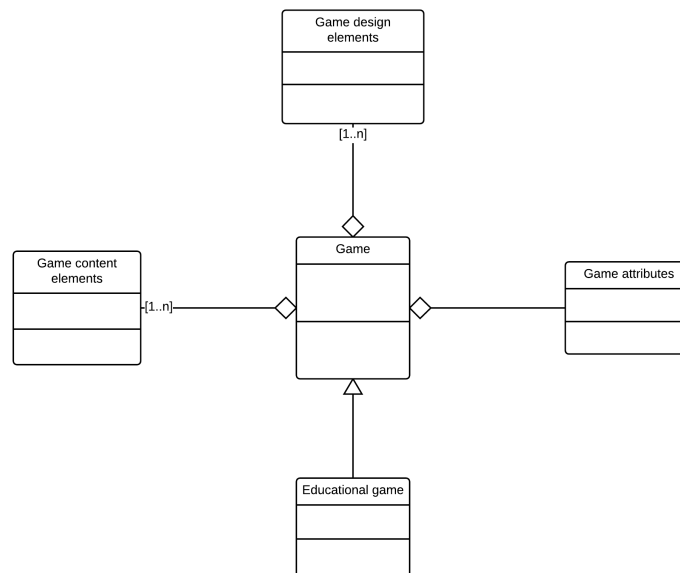 Game design
elements
[1..n]
Game
Game content
elements
[1..n]
Game attributes
Educational game